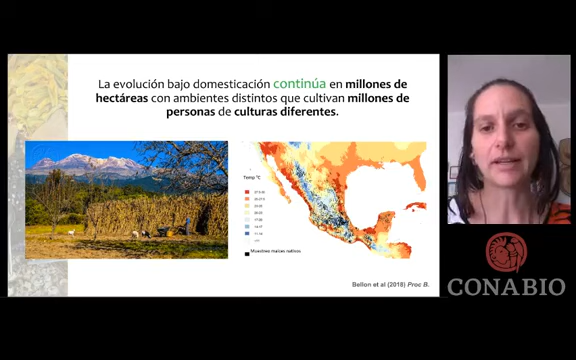 La evolución bajo domesticación continúa en millones de
hectáreas con ambientes distintos que cultivan millones de
personas de culturas diferentes.
Temp °C
Muestreo maíces nativos
Bellon et al (2018) Proc B.
CONABIO